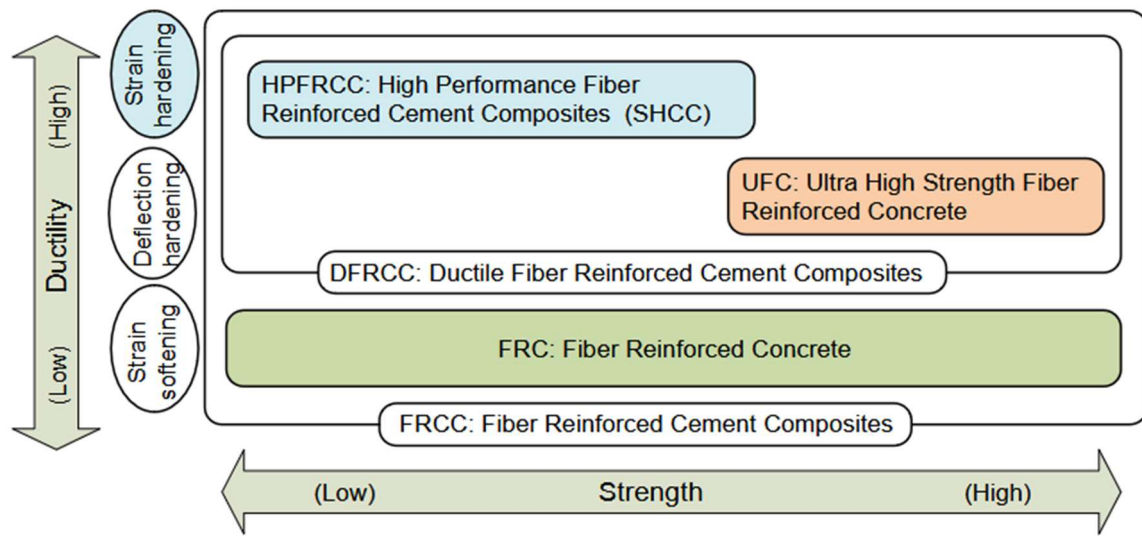 (High)
Ductility
(Low)
Strain
hardening
Deflection
hardening
Strain
softening
HPFRCC: High Performance Fiber
Reinforced Cement Composites (SHCC)
UFC: Ultra High Strength Fiber
Reinforced Concrete
DFRCC: Ductile Fiber Reinforced Cement Composites
FRC: Fiber Reinforced Concrete
FRCC: Fiber Reinforced Cement Composites
(Low)
Strength
(High)